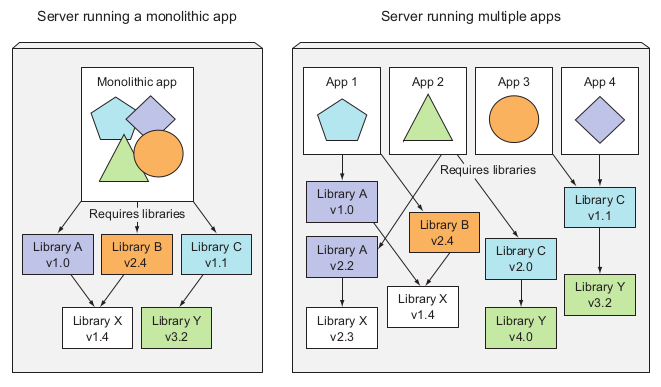 Server running a monolithic app
Monolithic app
Requires libraries
Library A
v1.0
Library B
v2.4
Library C
v1.1
Library X
v1.4
Library Y
v3.2
Server running multiple apps
App 1
App 2
App 3
App 4
Requires libraries
Library A
v1.0
Library B
v2.4
Library C
v1.1
Library A
v2.2
Library C
v2.0
Library X
v1.4
Library Y
v3.2
Library X
v2.3
Library Y
v4.0